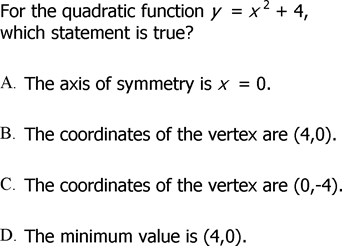 For the quadratic function y = x² + 4,
which statement is true?
A. The axis of symmetry is x = 0.
B. The coordinates of the vertex are (4,0).
C. The coordinates of the vertex are (0,-4).
D. The minimum value is (4,0).